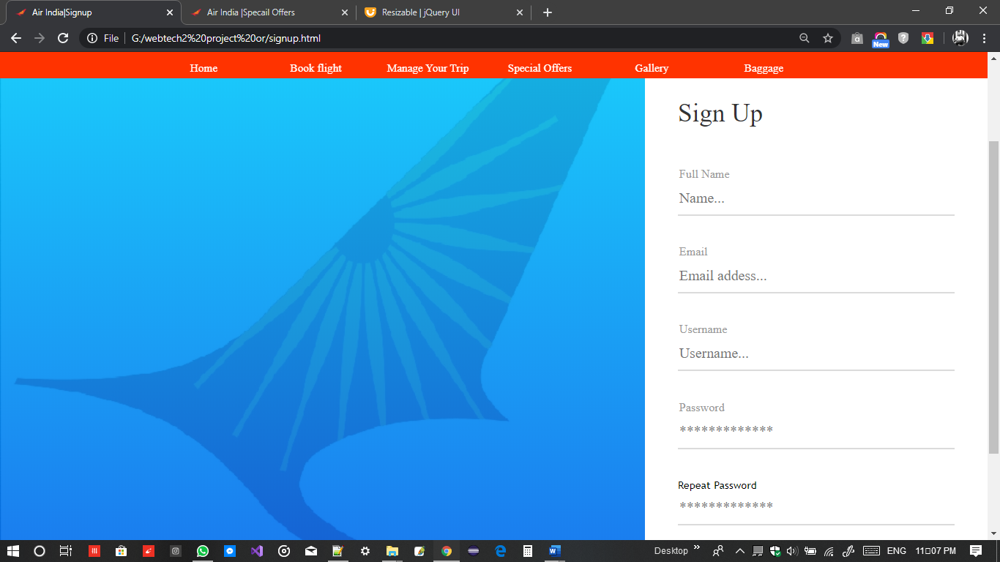 Air India|Signup
Air India |Specail Offers
Resizable | jQuery UI
File
G:/webtech2%20project%20or/signup.html
New
Home Book flight Manage Your Trip Special Offers Gallery Baggage
Sign Up
Full Name
Name...
Email
Email addess...
Username
Username...
Password
*************
Repeat Password
*************
Desktop
ENG
11□07 PM